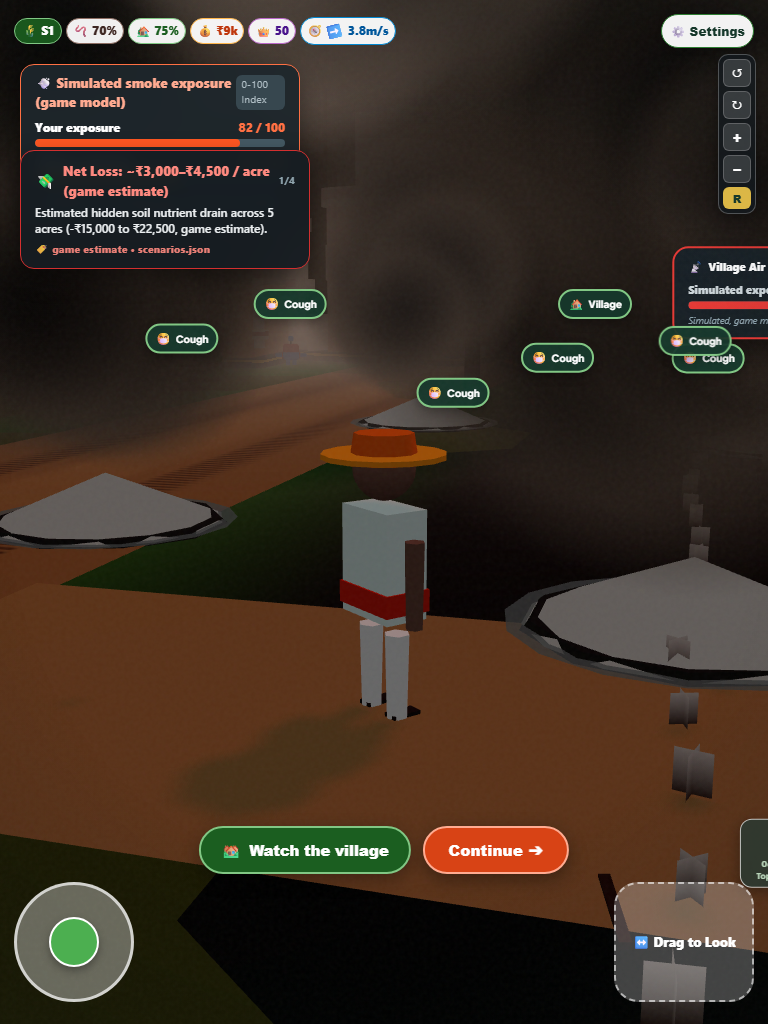 S1
70%
75%
₹9k
50
3.8m/s
Settings
Simulated smoke exposure
(game model)
0-100
Index
Your exposure
82 / 100
Net Loss: ~₹3,000–₹4,500 / acre
(game estimate)
1/4
Estimated hidden soil nutrient drain across 5
acres (-₹15,000 to ₹22,500, game estimate).
game estimate • scenarios.json
↺
↻
+
−
R
Village Air
Simulated expo
Simulated, game m
Cough
Village
Cough
Cough
Cough
Cough
Cough
Watch the village
Continue ➔
Top
Drag to Look